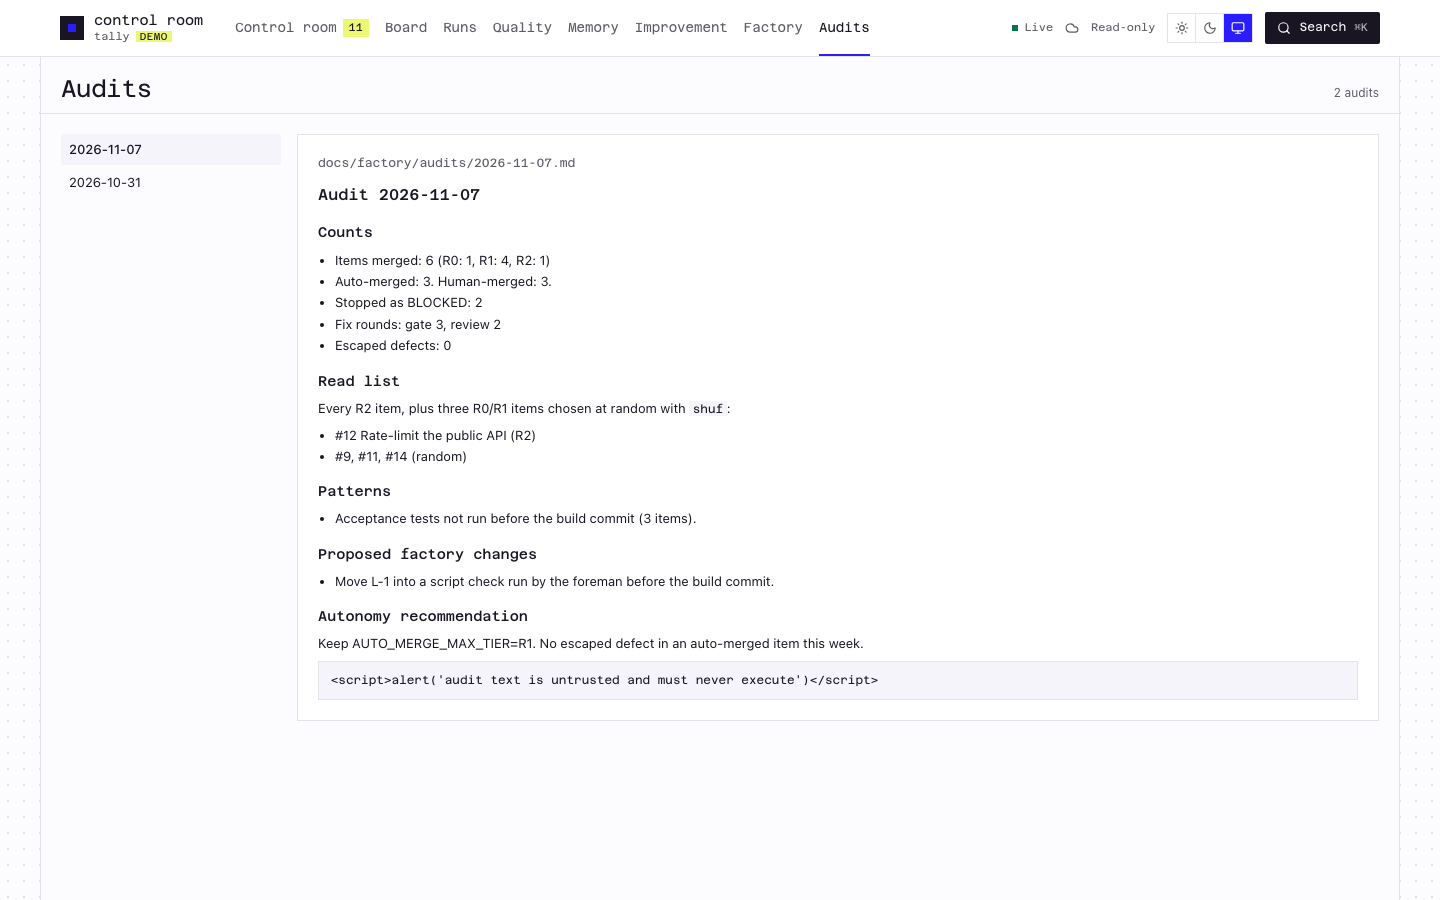 control room
tally DEMO
Control room 11 Board Runs Quality Memory Improvement Factory Audits
Live Read-only Search ⌘K
Audits
2 audits
2026-11-07
2026-10-31
docs/factory/audits/2026-11-07.md
Audit 2026-11-07
Counts
• Items merged: 6 (R0: 1, R1: 4, R2: 1)
• Auto-merged: 3. Human-merged: 3.
• Stopped as BLOCKED: 2
• Fix rounds: gate 3, review 2
• Escaped defects: 0
Read list
Every R2 item, plus three R0/R1 items chosen at random with shuf:
• #12 Rate-limit the public API (R2)
• #9, #11, #14 (random)
Patterns
• Acceptance tests not run before the build commit (3 items).
Proposed factory changes
• Move L-1 into a script check run by the foreman before the build commit.
Autonomy recommendation
Keep AUTO_MERGE_MAX_TIER=R1. No escaped defect in an auto-merged item this week.
<script>alert('audit text is untrusted and must never execute')</script>